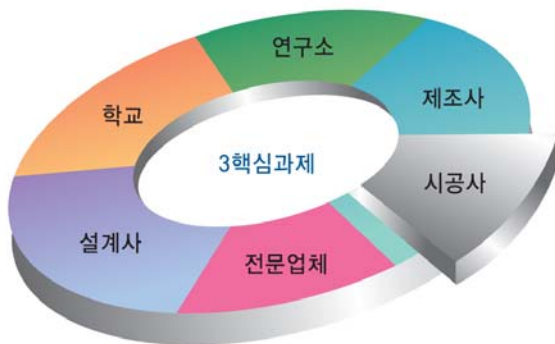 연구소
제조사
학교
3핵심과제
시공사
설계사
전문업체